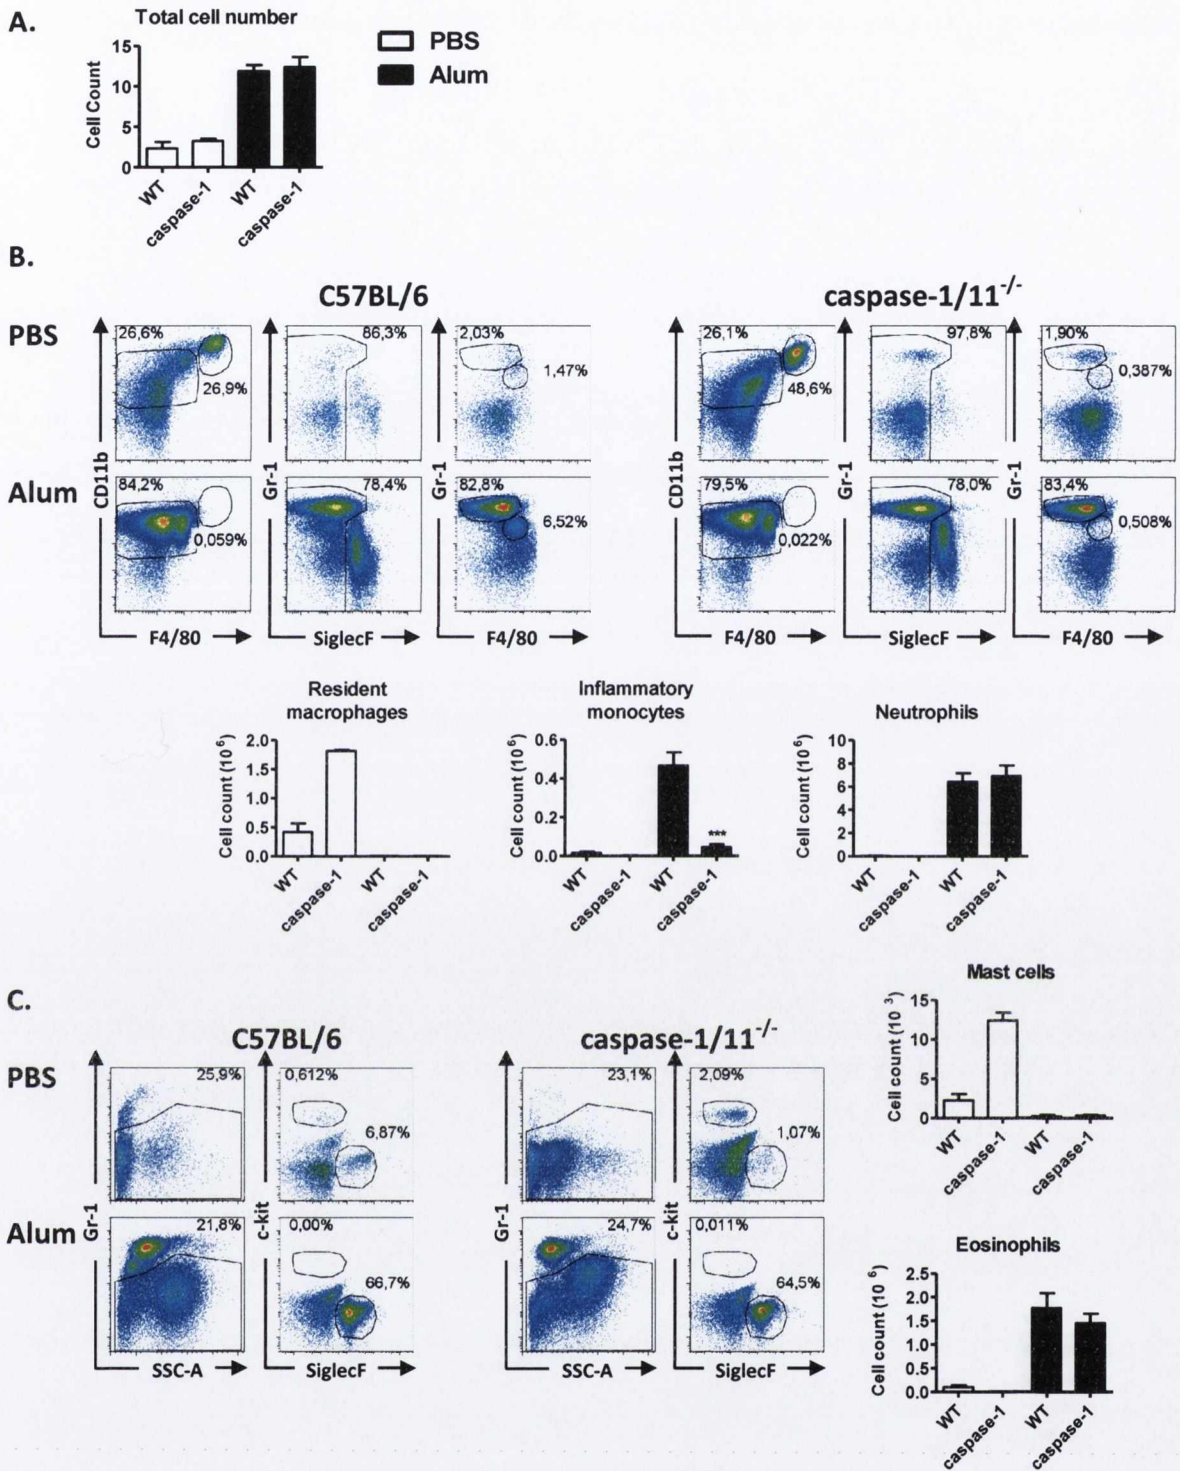 A.
Total cell number
15
10
5
0
Cell Count
WT
caspase-1
WT
caspase-1
PBS
Alum
B.
C57BL/6
caspase-1/11-/-
PBS
26,6%
26,9%
86,3%
2,03%
1,47%
26,1%
48,6%
97,8%
1,90%
0,387%
Alum
84,2%
0,059%
78,4%
82,8%
6,52%
79,5%
0,022%
78,0%
83,4%
0,508%
CD11b
Gr-1
Gr-1
CD11b
Gr-1
Gr-1
F4/80
SiglecF
F4/80
F4/80
SiglecF
F4/80
Resident
macrophages
Cell count (10 6)
2.0
1.5
1.0
0.5
0.0
WT
caspase-1
WT
caspase-1
Inflammatory
monocytes
Cell count (10 6)
0.6
0.4
0.2
0.0
***
WT
caspase-1
WT
caspase-1
Neutrophils
Cell count (10 6)
10
8
6
4
2
0
WT
caspase-1
WT
caspase-1
C.
C57BL/6
caspase-1/11-/-
PBS
25,9%
0,612%
6,87%
23,1%
2,09%
1,07%
Alum
21,8%
0,00%
66,7%
24,7%
0,011%
64,5%
Gr-1
c-kit
Gr-1
c-kit
SSC-A
SiglecF
SSC-A
SiglecF
Mast cells
Cell count (10 3)
15
10
5
0
WT
caspase-1
WT
caspase-1
Eosinophils
Cell count (10 6)
2.5
2.0
1.5
1.0
0.5
0.0
WT
caspase-1
WT
caspase-1